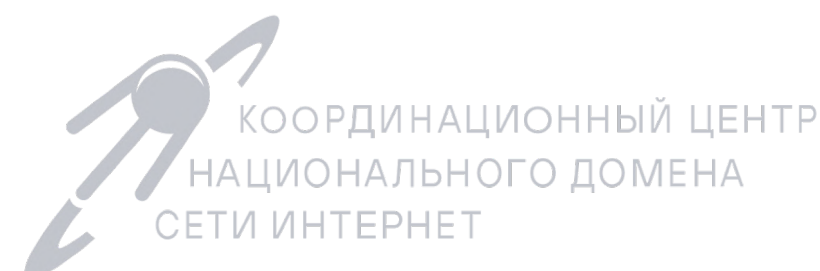 КООРДИНАЦИОННЫЙ ЦЕНТР
НАЦИОНАЛЬНОГО ДОМЕНА
СЕТИ ИНТЕРНЕТ